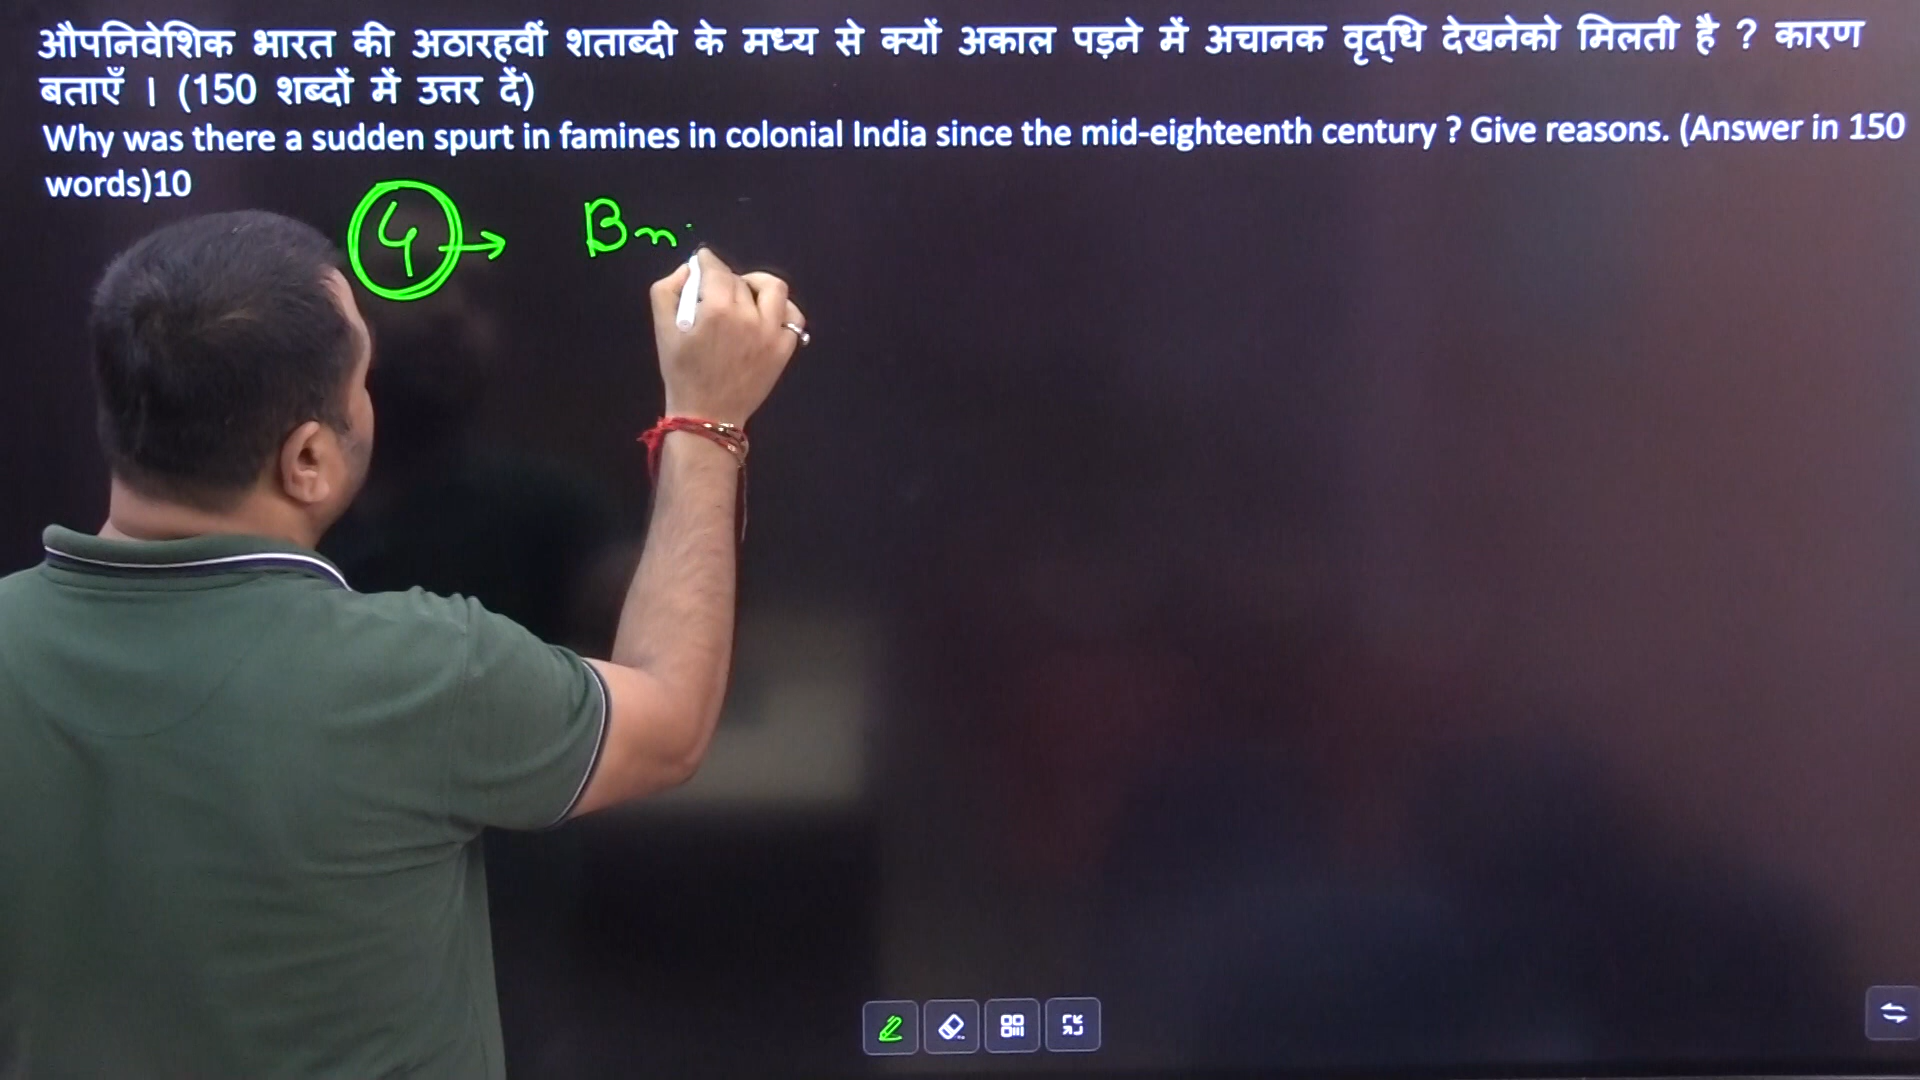 औपनिवेशिक भारत की अठारहवीं शताब्दी के मध्य से क्यों अकाल पड़ने में अचानक वृद्धि देखनेको मिलती है ? कारण
बताएँ । (150 शब्दों में उत्तर दें)
Why was there a sudden spurt in famines in colonial India since the mid-eighteenth century ? Give reasons. (Answer in 150
words)10